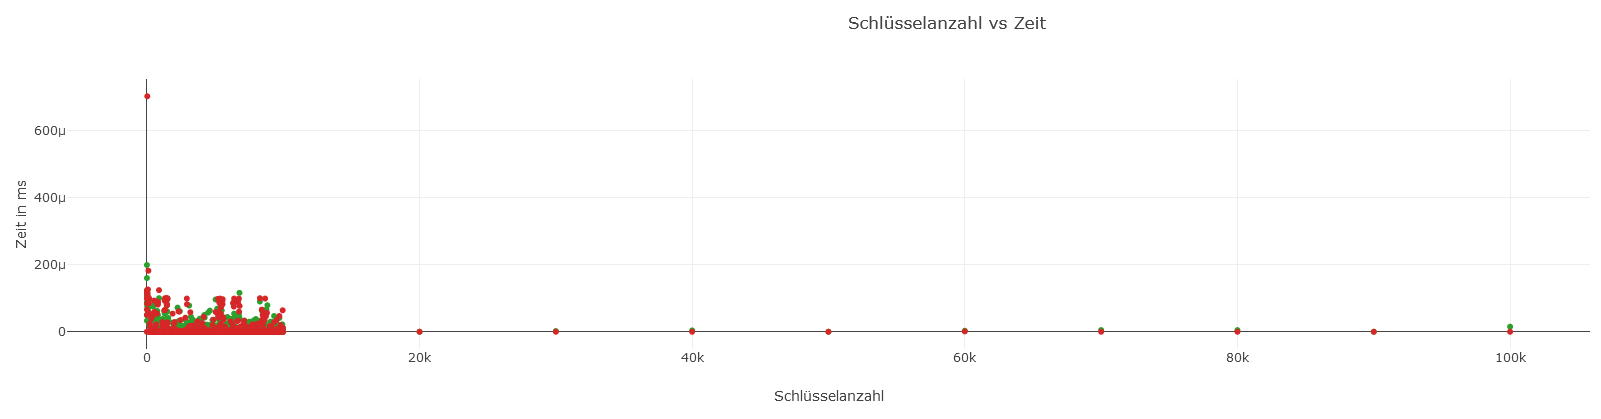 Schlüsselanzahl vs Zeit
600µ
400µ
200µ
0
Zeit in ms
0 20k 40k 60k 80k 100k
Schlüsselanzahl